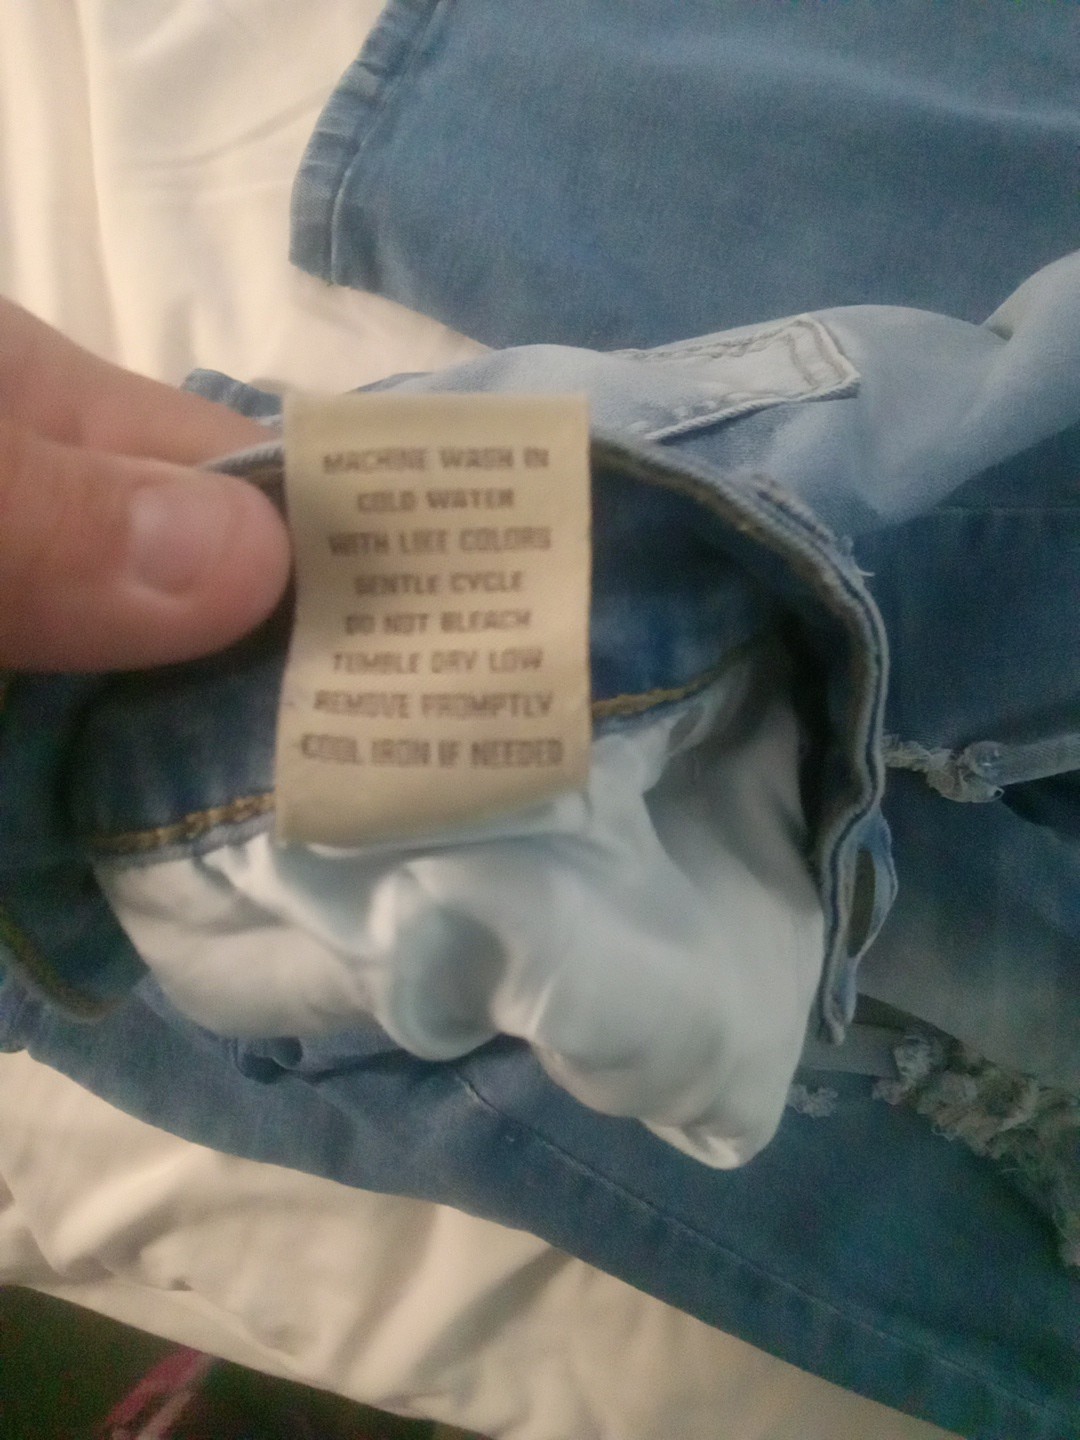 MACHINE WASH IN
COLD WATER
WITH LIKE COLORS
GENTLE CYCLE
DO NOT BLEACH
TUMBLE DRY LOW
REMOVE PROMPTLY
COOL IRON IF NEEDED